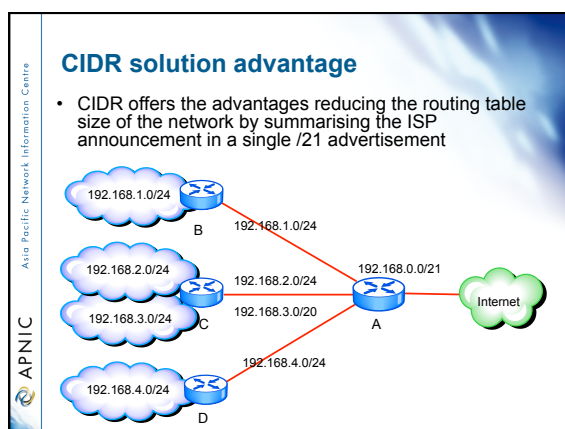 CIDR solution advantage
• CIDR offers the advantages reducing the routing table
size of the network by summarising the ISP
announcement in a single /21 advertisement
192.168.1.0/24
B
192.168.1.0/24
192.168.2.0/24
192.168.2.0/24
192.168.0.0/21
Internet
192.168.3.0/24
C
192.168.3.0/20
A
192.168.4.0/24
192.168.4.0/24
D
Asia Pacific Network Information Centre
APNIC